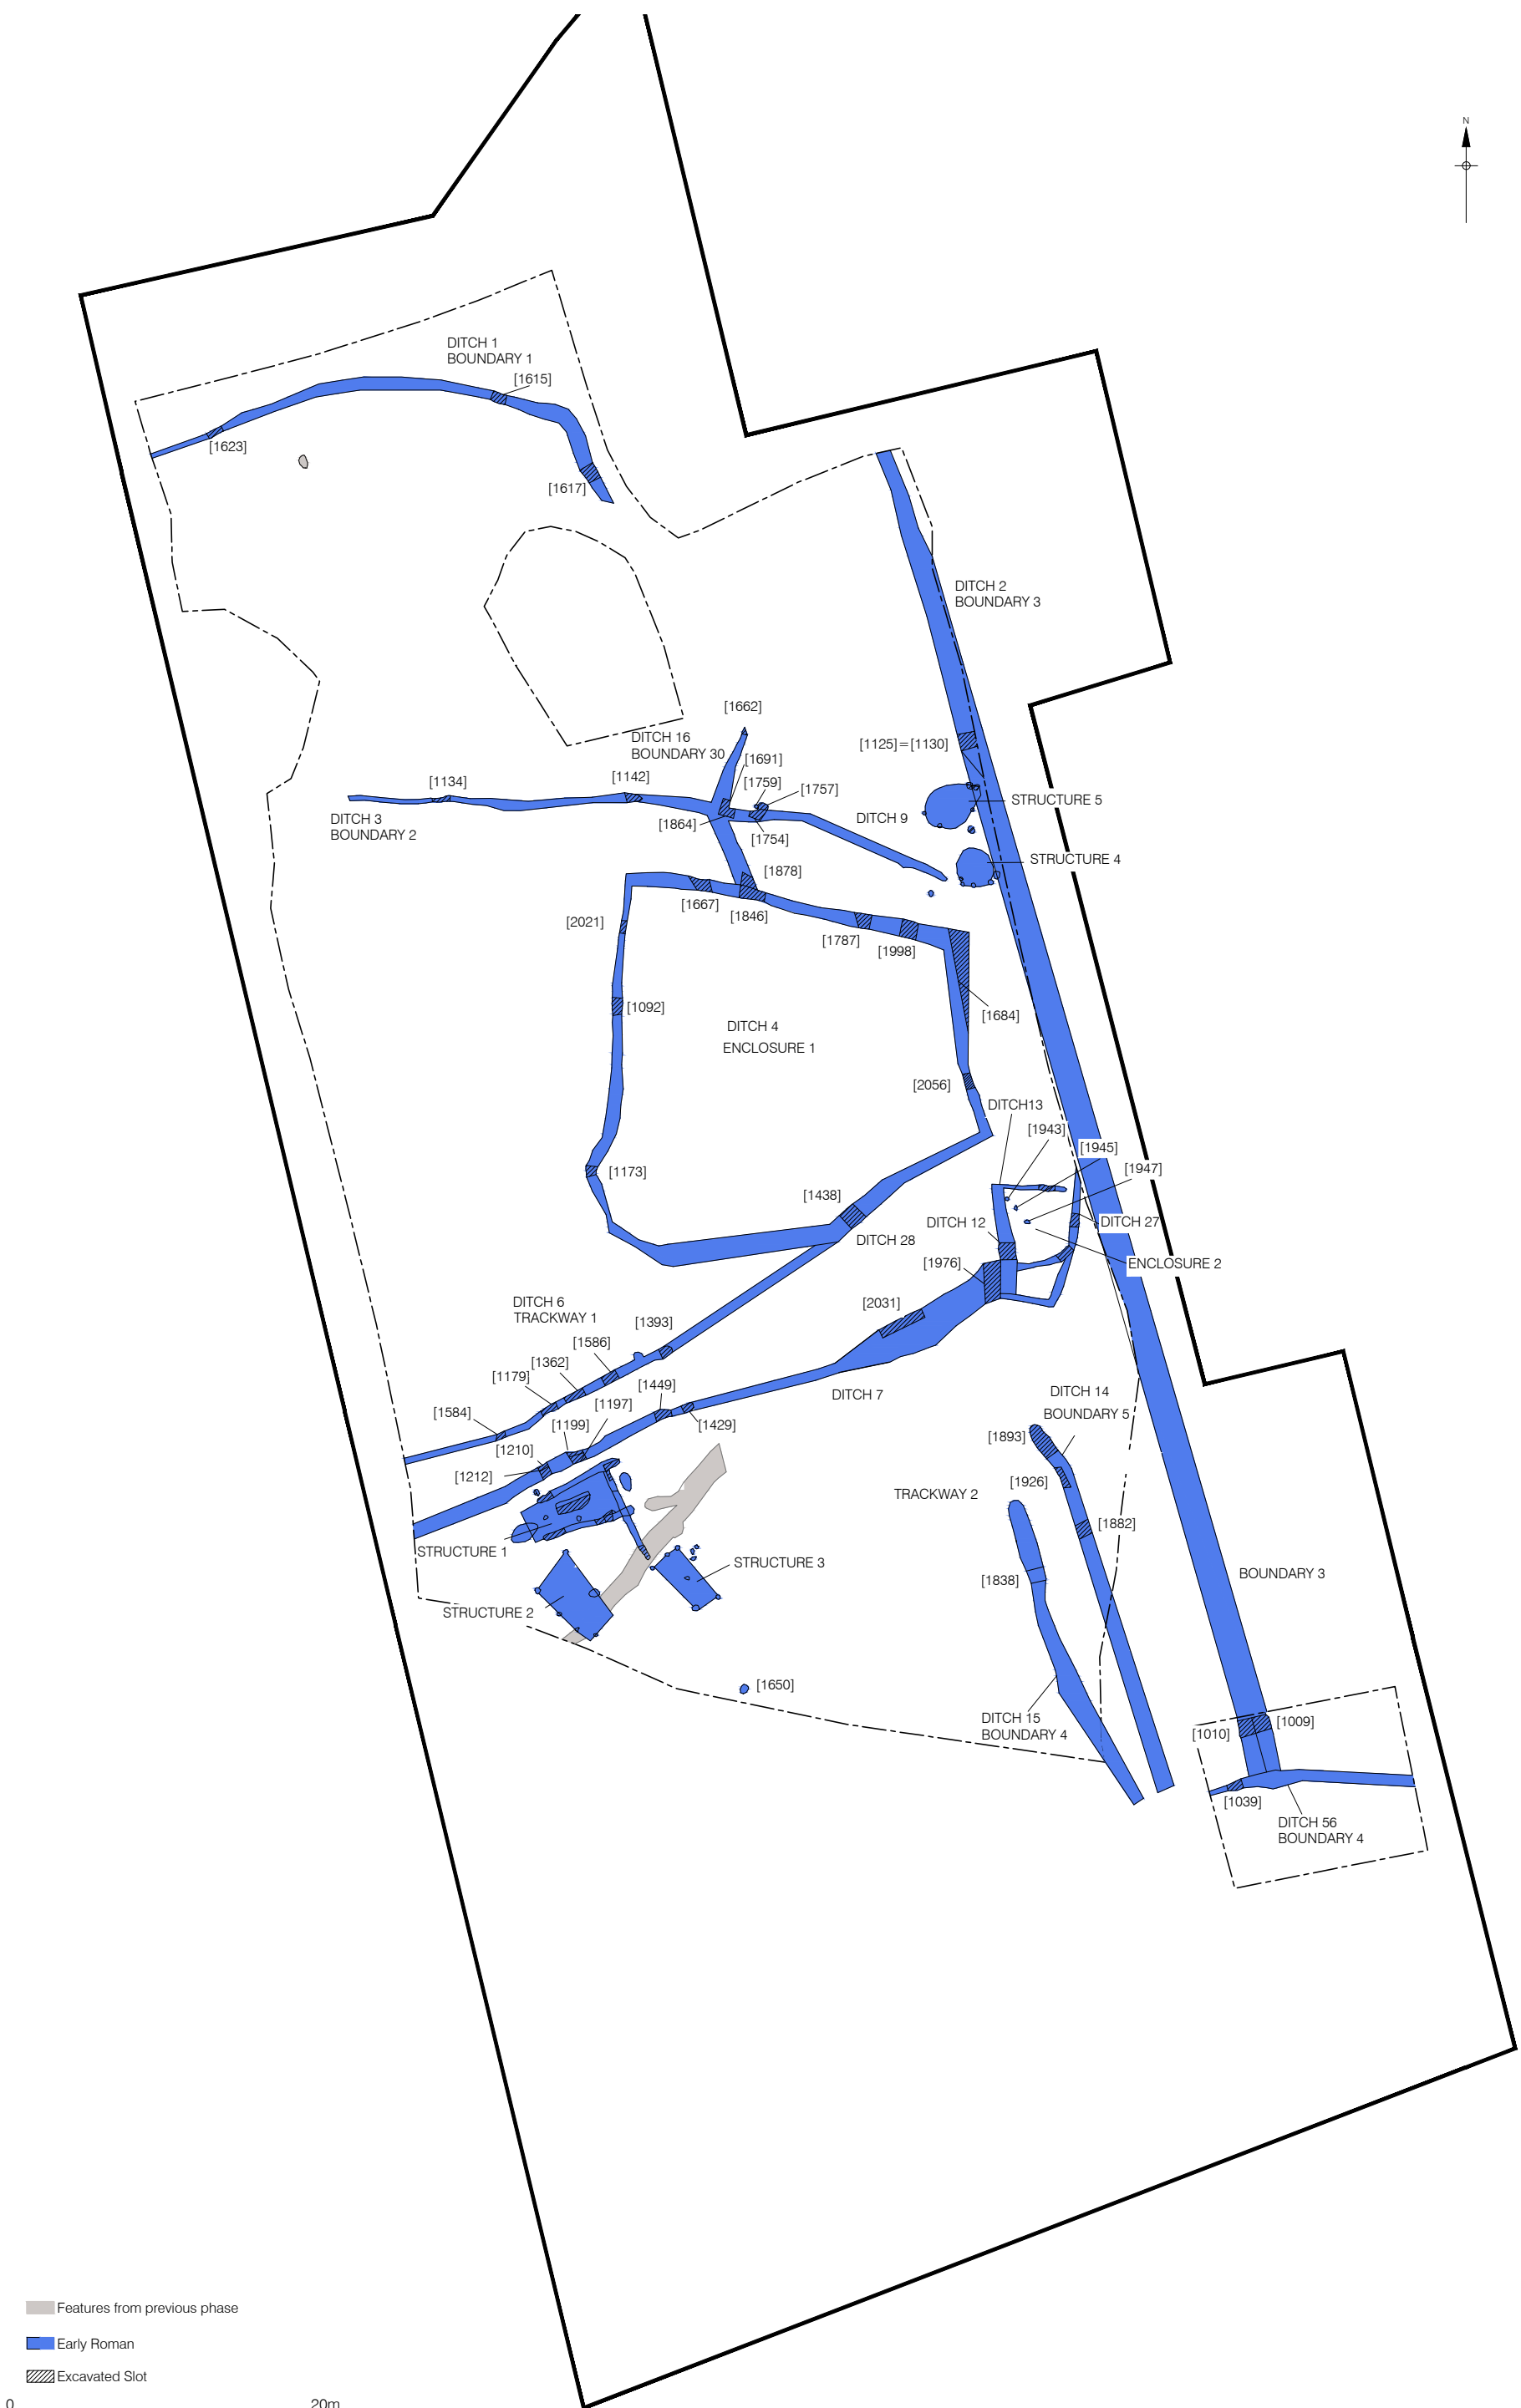 N
DITCH 1
BOUNDARY 1
[1615]
[1623]
[1617]
DITCH 2
BOUNDARY 3
[1662]
DITCH 16
BOUNDARY 30
[1125]=[1130]
[1691]
[1134]
[1142]
[1759]
[1757]
STRUCTURE 5
DITCH 3
BOUNDARY 2
[1864]
DITCH 9
[1754]
STRUCTURE 4
[1878]
[1667]
[1846]
[2021]
[1787]
[1998]
[1092]
[1684]
DITCH 4
ENCLOSURE 1
[2056]
DITCH13
[1943]
[1945]
[1947]
[1173]
[1438]
DITCH 12
DITCH 27
DITCH 28
[1976]
ENCLOSURE 2
DITCH 6
TRACKWAY 1
[2031]
[1393]
[1586]
[1362]
[1179]
[1449]
DITCH 7
DITCH 14
BOUNDARY 5
[1197]
[1584]
[1199]
[1429]
[1210]
[1893]
[1212]
[1926]
TRACKWAY 2
[1882]
STRUCTURE 1
STRUCTURE 3
BOUNDARY 3
[1838]
STRUCTURE 2
[1650]
DITCH 15
BOUNDARY 4
[1010]
[1009]
[1039]
DITCH 56
BOUNDARY 4
Features from previous phase
Early Roman
Excavated Slot
0 20m